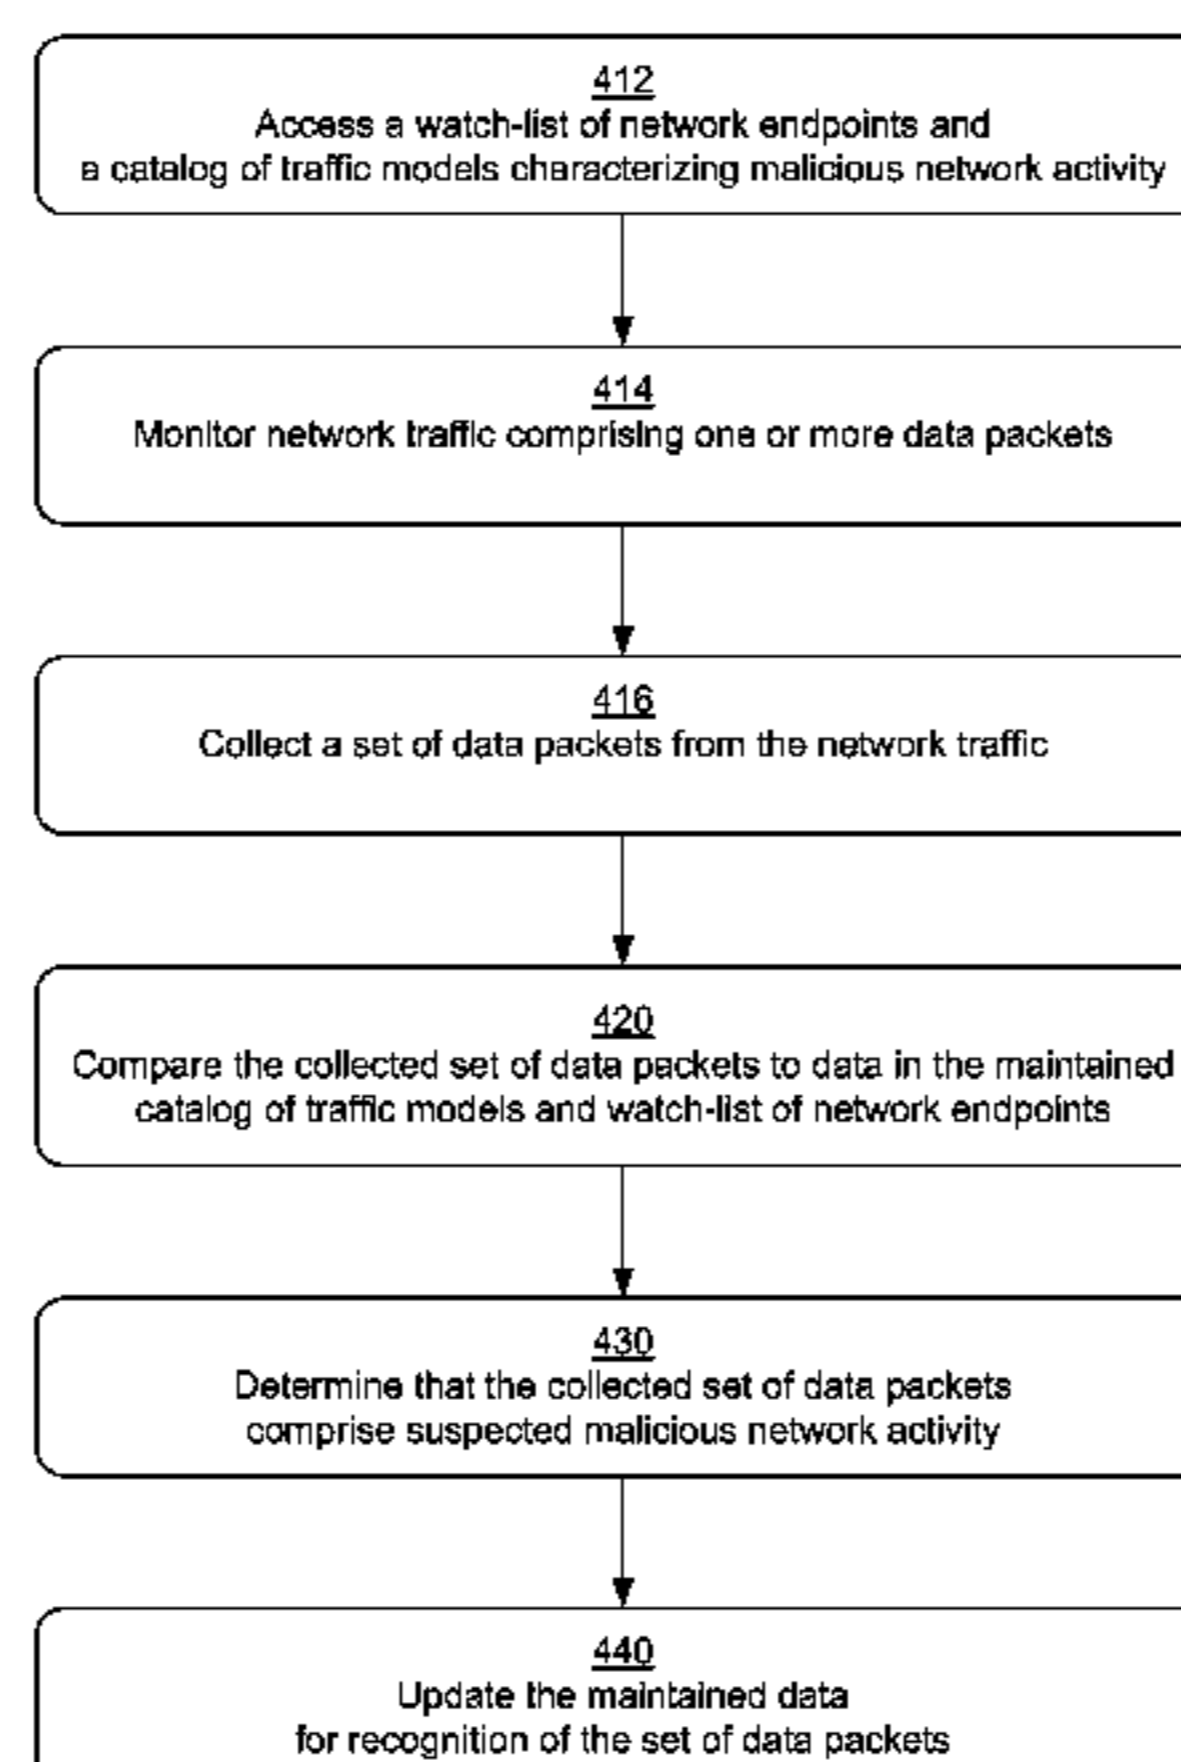 412
Access a watch-list of network endpoints and
a catalog of traffic models characterizing malicious network activity
414
Monitor network traffic comprising one or more data packets
416
Collect a set of data packets from the network traffic
420
Compare the collected set of data packets to data in the maintained
catalog of traffic models and watch-list of network endpoints
430
Determine that the collected set of data packets
comprise suspected malicious network activity
440
Update the maintained data
for recognition of the set of data packets